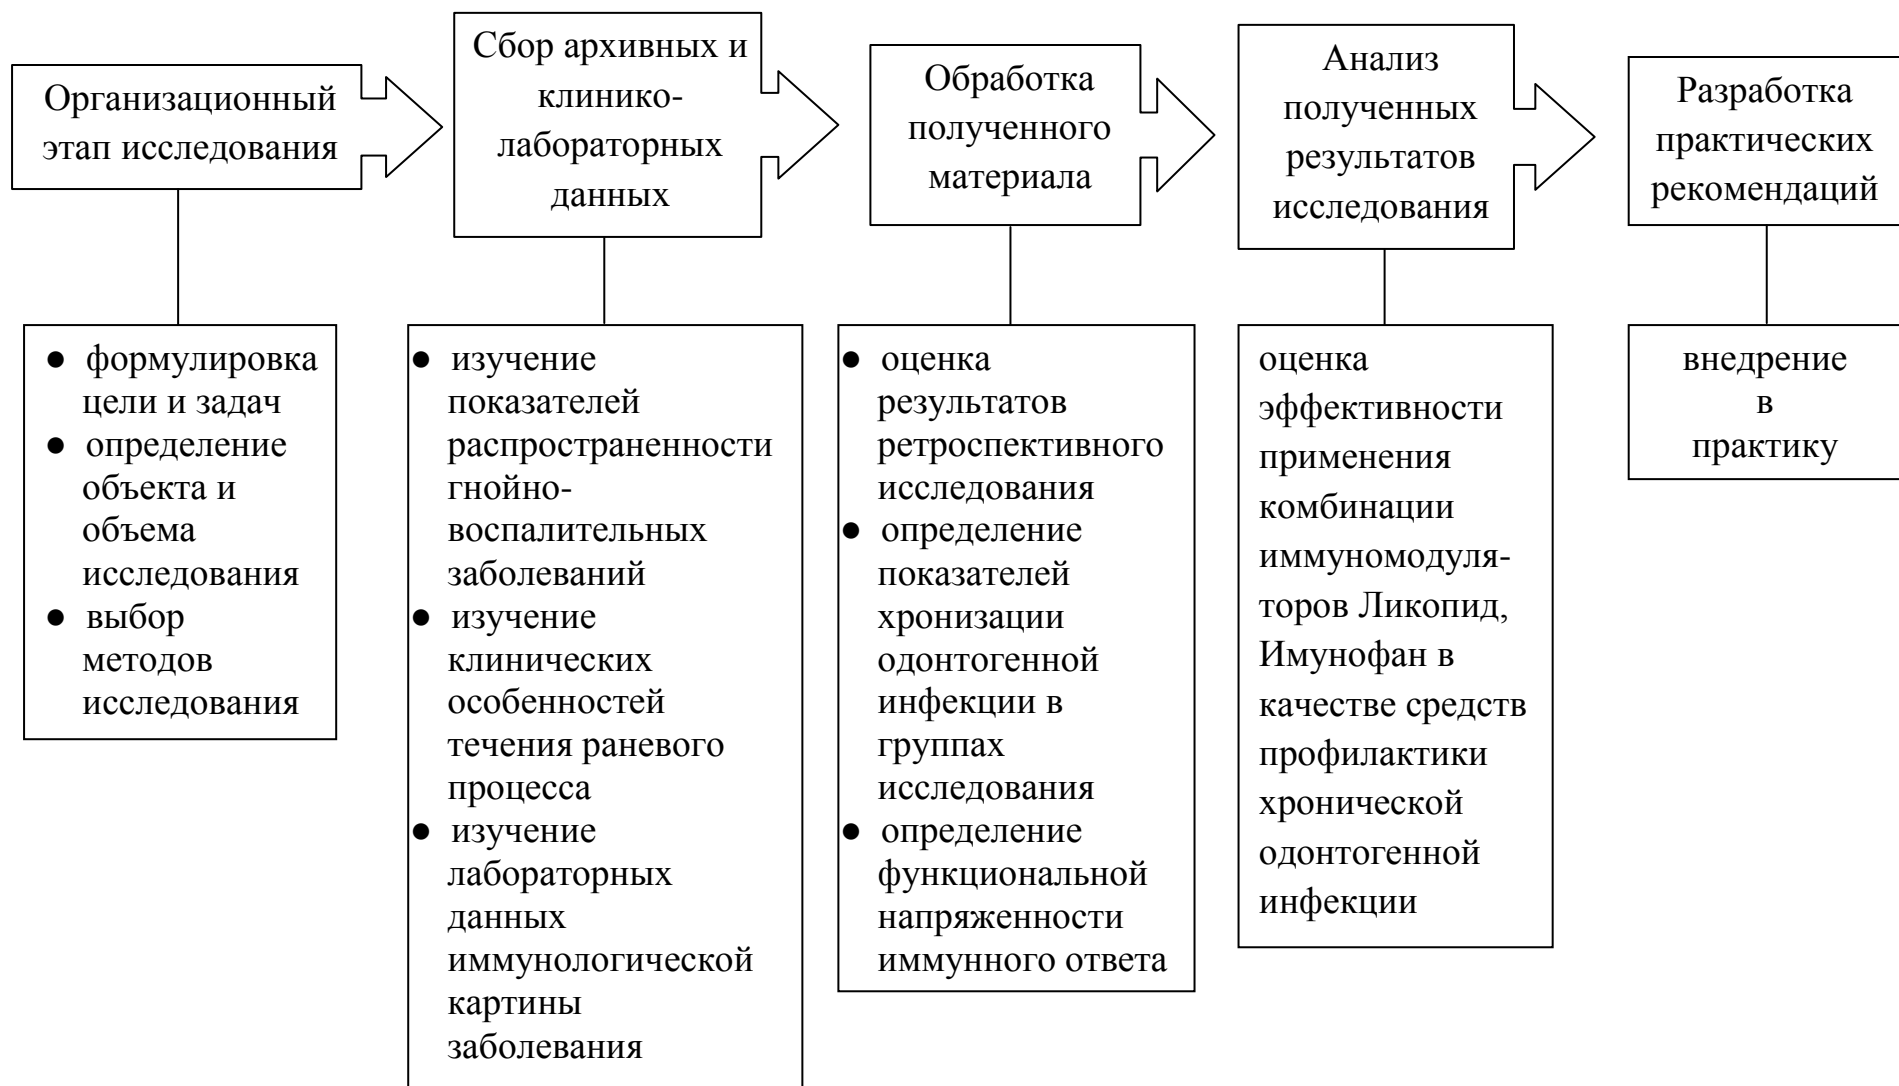 Организационный
этап исследования
Сбор архивных и
клинико-
лабораторных
данных
Обработка
полученного
материала
Анализ
полученных
результатов
исследования
Разработка
практических
рекомендаций
● формулировка
цели и задач
● определение
объекта и
объема
исследования
● выбор
методов
исследования
● изучение
показателей
распространенности
гнойно-
воспалительных
заболеваний
● изучение
клинических
особенностей
течения раневого
процесса
● изучение
лабораторных
данных
иммунологической
картины
заболевания
● оценка
результатов
ретроспективного
исследования
● определение
показателей
хронизации
одонтогенной
инфекции в
группах
исследования
● определение
функциональной
напряженности
иммунного ответа
оценка
эффективности
применения
комбинации
иммуномодуля-
торов Ликопид,
Имунофан в
качестве средств
профилактики
хронической
одонтогенной
инфекции
внедрение
в
практику